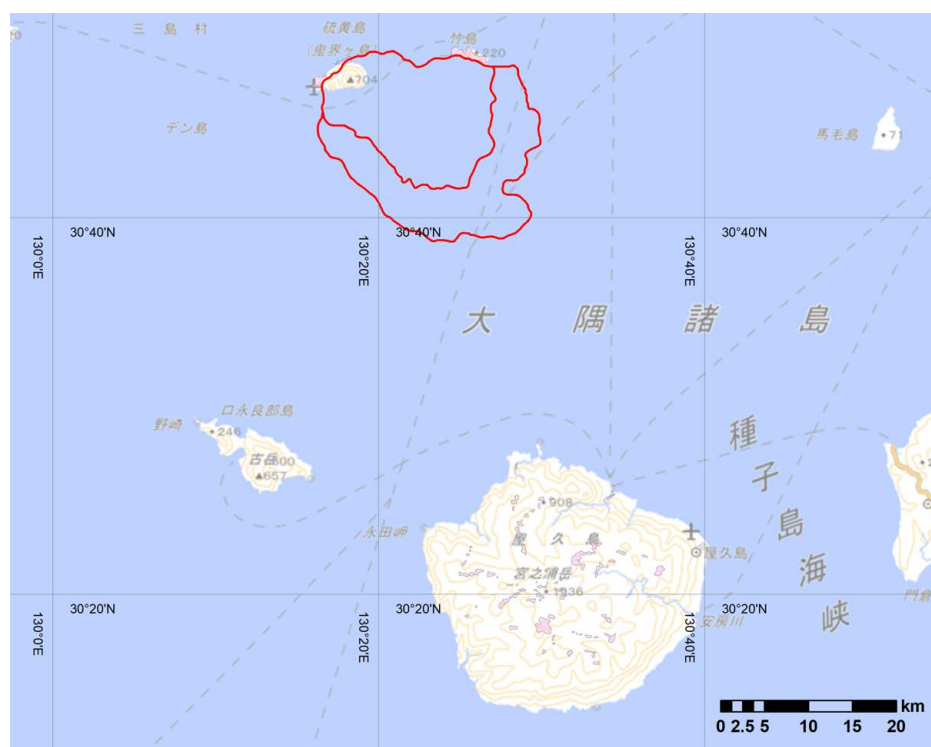 三島村
硫黄島
(鬼界ヶ島)
竹島
220
704
デン島
馬毛島
71
30°40'N
30°40'N
30°40'N
130°0'E
130°20'E
130°40'E
大隅諸島
口永良部島
野崎
246
古岳
600
657
種子島海峡
永田岬
908
屋久島
屋久島
宮之浦岳
1936
安房川
30°20'N
30°20'N
30°20'N
130°0'E
130°20'E
130°40'E
km
0 2.5 5 10 15 20